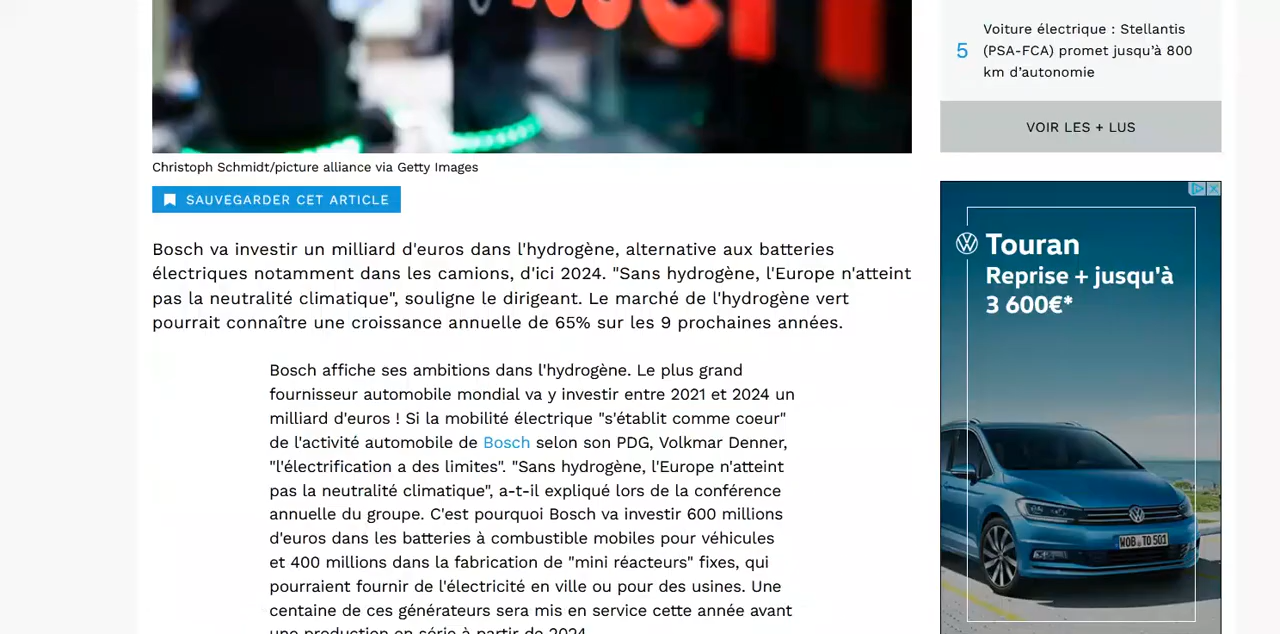 Christoph Schmidt/picture alliance via Getty Images
SAUVEGARDER CET ARTICLE
Bosch va investir un milliard d'euros dans l'hydrogène, alternative aux batteries
électriques notamment dans les camions, d'ici 2024. "Sans hydrogène, l'Europe n'atteint
pas la neutralité climatique", souligne le dirigeant. Le marché de l'hydrogène vert
pourrait connaître une croissance annuelle de 65% sur les 9 prochaines années.
Bosch affiche ses ambitions dans l'hydrogène. Le plus grand
fournisseur automobile mondial va y investir entre 2021 et 2024 un
milliard d'euros ! Si la mobilité électrique "s'établit comme coeur"
de l'activité automobile de Bosch selon son PDG, Volkmar Denner,
"l'électrification a des limites". "Sans hydrogène, l'Europe n'atteint
pas la neutralité climatique", a-t-il expliqué lors de la conférence
annuelle du groupe. C'est pourquoi Bosch va investir 600 millions
d'euros dans les batteries à combustible mobiles pour véhicules
et 400 millions dans la fabrication de "mini réacteurs" fixes, qui
pourraient fournir de l'électricité en ville ou pour des usines. Une
centaine de ces générateurs sera mis en service cette année avant
une production en série à partir de 2024
5
Voiture électrique : Stellantis
(PSA-FCA) promet jusqu'à 800
km d'autonomie
VOIR LES + LUS
Touran
Reprise + jusqu'à
3 600€*
WOB TO 501